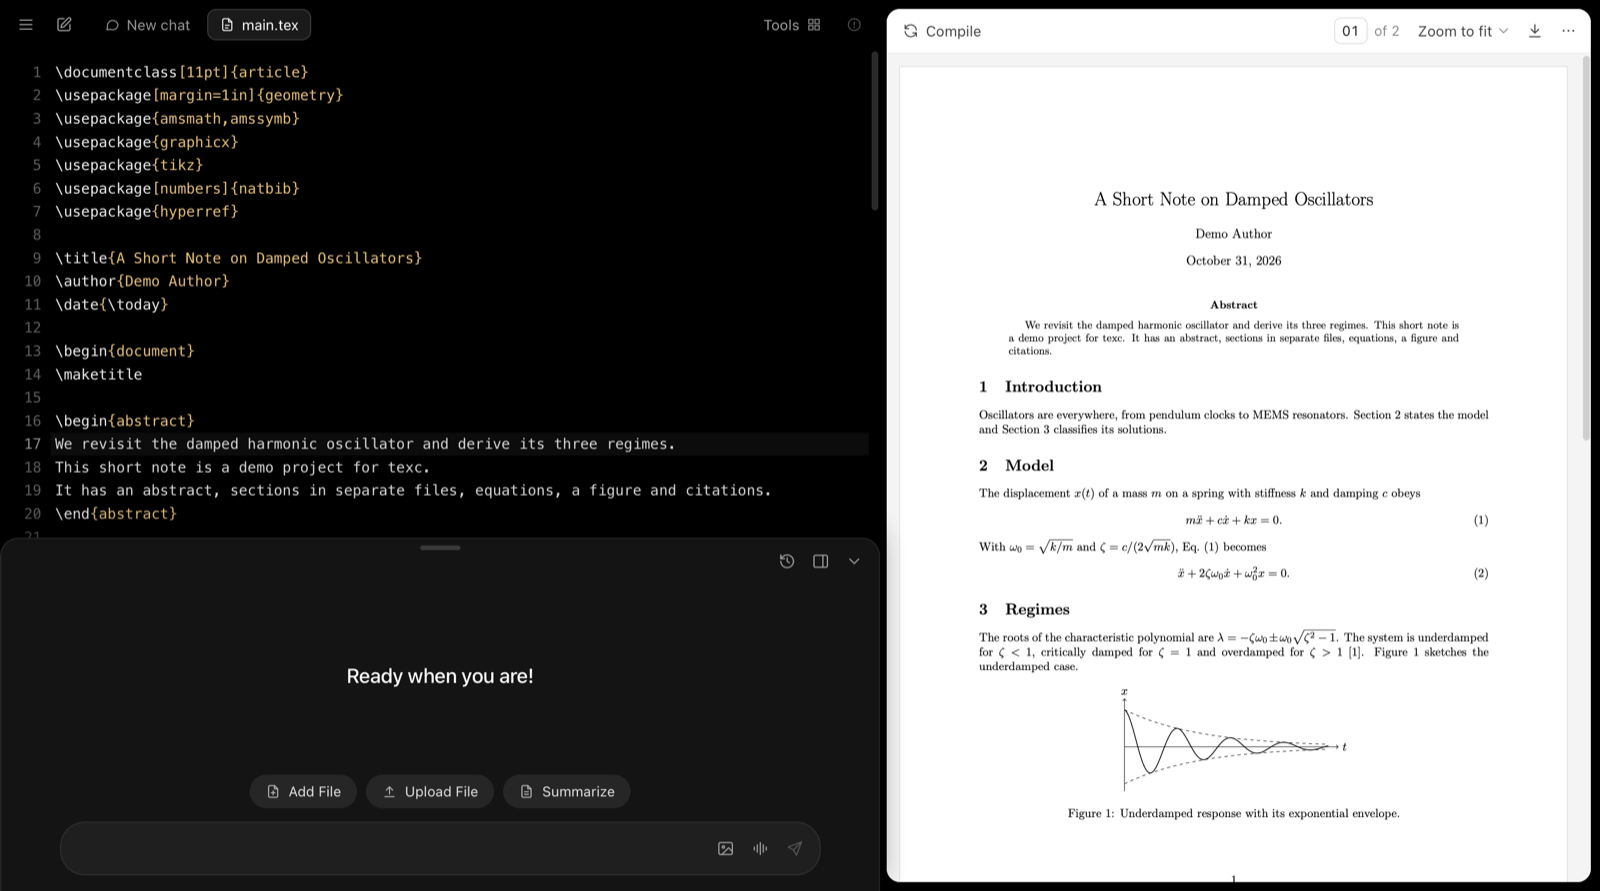 New chat
main.tex
Tools
1 \documentclass[11pt]{article}
2 \usepackage[margin=1in]{geometry}
3 \usepackage{amsmath,amssymb}
4 \usepackage{graphicx}
5 \usepackage{tikz}
6 \usepackage[numbers]{natbib}
7 \usepackage{hyperref}
8
9 \title{A Short Note on Damped Oscillators}
10 \author{Demo Author}
11 \date{\today}
12
13 \begin{document}
14 \maketitle
15
16 \begin{abstract}
17 We revisit the damped harmonic oscillator and derive its three regimes.
18 This short note is a demo project for texc.
19 It has an abstract, sections in separate files, equations, a figure and citations.
20 \end{abstract}
21
Ready when you are!
Add File
Upload File
Summarize
Compile
01 of 2
Zoom to fit
A Short Note on Damped Oscillators
Demo Author
October 31, 2026
Abstract
We revisit the damped harmonic oscillator and derive its three regimes. This short note is
a demo project for texc. It has an abstract, sections in separate files, equations, a figure and
citations.
1 Introduction
Oscillators are everywhere, from pendulum clocks to MEMS resonators. Section 2 states the model
and Section 3 classifies its solutions.
2 Model
The displacement x(t) of a mass m on a spring with stiffness k and damping c obeys
mẍ + cẋ + kx = 0. (1)
With ω₀ = √k/m and ζ = c/(2√mk), Eq. (1) becomes
ẍ + 2ζω₀ẋ + ω₀²x = 0. (2)
3 Regimes
The roots of the characteristic polynomial are λ = −ζω₀ ± ω₀√ζ² − 1. The system is underdamped
for ζ < 1, critically damped for ζ = 1 and overdamped for ζ > 1 [1]. Figure 1 sketches the
underdamped case.
x
t
Figure 1: Underdamped response with its exponential envelope.
1